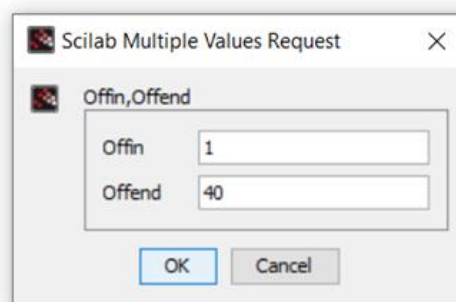 Scilab Multiple Values Request
Offin,Offend
Offin 1
Offend 40
OK Cancel